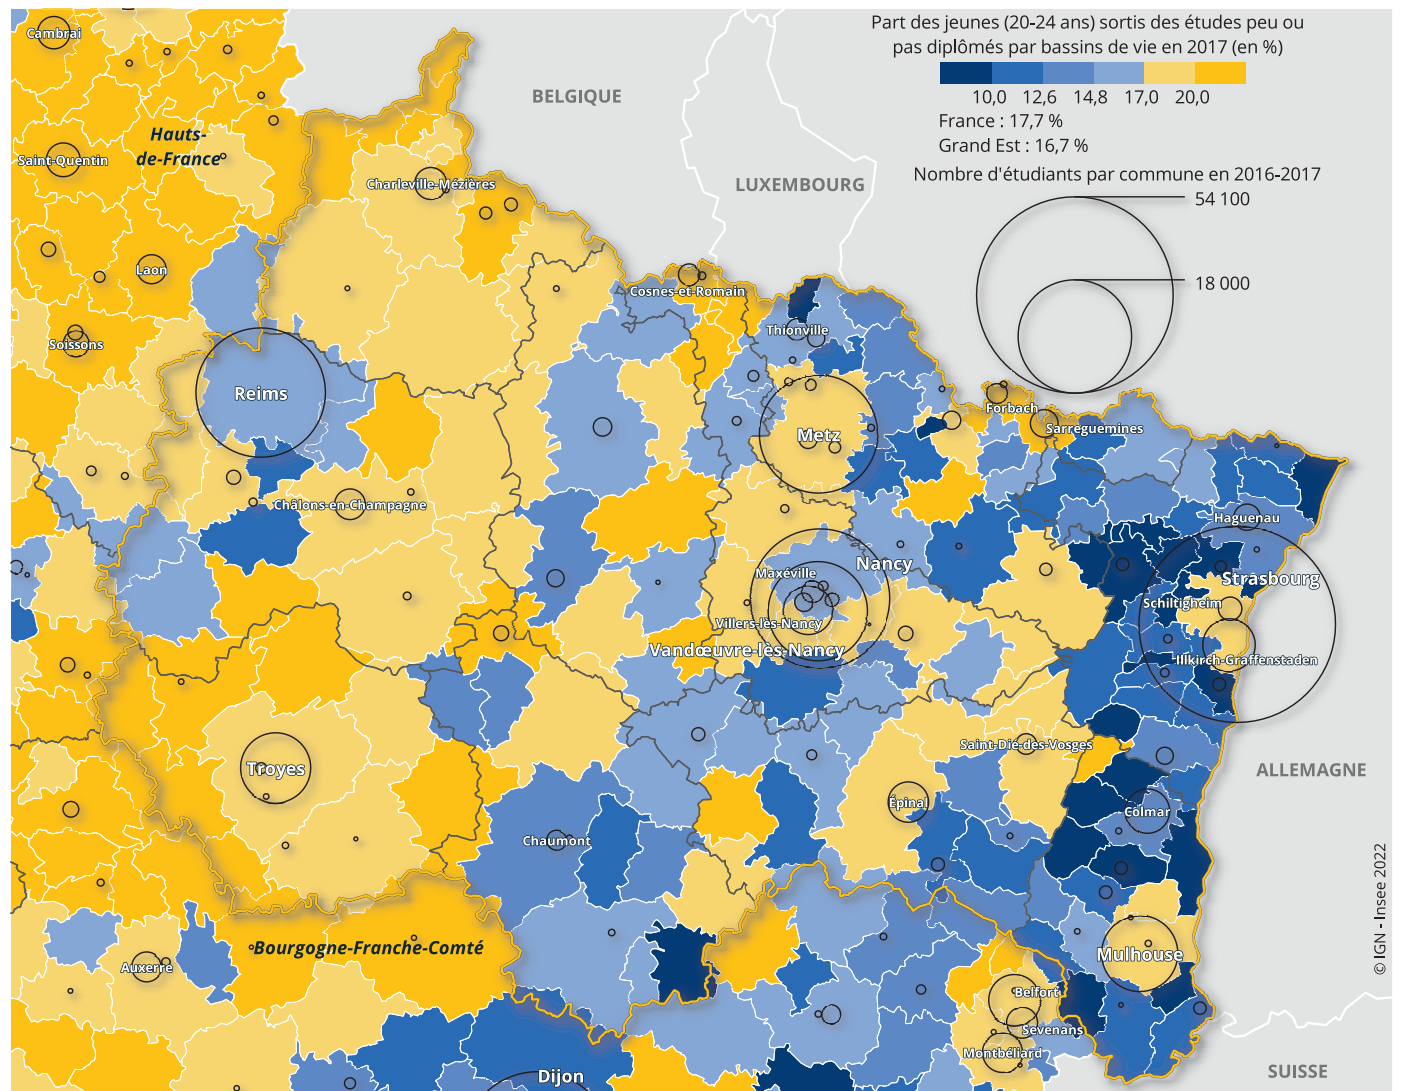 Part des jeunes (20-24 ans) sortis des études peu ou
pas diplômés par bassins de vie en 2017 (en %)
10,0 12,6 14,8 17,0 20,0
France : 17,7 %
Grand Est : 16,7 %
Nombre d'étudiants par commune en 2016-2017
54 100
18 000
Cambrai
BELGIQUE
Hauts-
de-France
Saint-Quentin
Charleville-Mézières
LUXEMBOURG
Laon
Cosnes-et-Romain
Soissons
Thionville
Reims
Forbach
Sarreguemines
Metz
Châlons-en-Champagne
Haguenau
Nancy
Maxéville
Strasbourg
Schiltigheim
Villers-lès-Nancy
Vandœuvre-lès-Nancy
Illkirch-Graffenstaden
Saint-Dié-des-Vosges
Troyes
ALLEMAGNE
Épinal
Colmar
Chaumont
Bourgogne-Franche-Comté
Mulhouse
Auxerre
Belfort
Sevenans
Montbéliard
SUISSE
Dijon
© IGN - Insee 2022